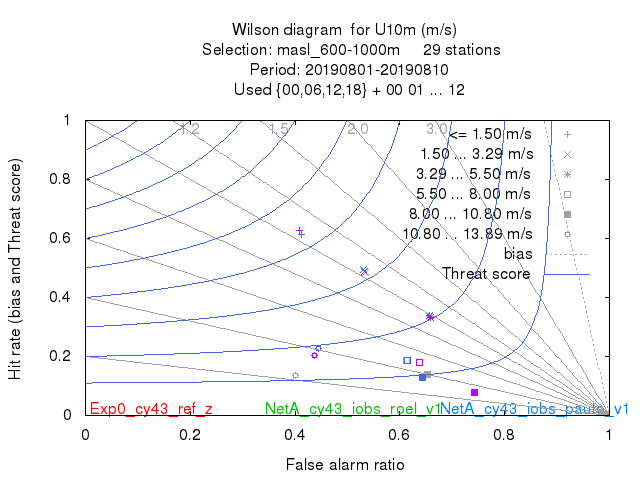 Wilson diagram for U10m (m/s)
Selection: masl_600-1000m 29 stations
Period: 20190801-20190810
Used {00,06,12,18} + 00 01 ... 12
1.2 1.5 2.0 3.0
<= 1.50 m/s
1.50 ... 3.29 m/s
3.29 ... 5.50 m/s
5.50 ... 8.00 m/s
8.00 ... 10.80 m/s
10.80 ... 13.89 m/s
bias
Threat score
Hit rate (bias and Threat score)
1
0.8
0.6
0.4
0.2
0
Exp0_cy43_ref_z NetA_cy43_iobs_roel_v1 NetA_cy43_iobs_paule_v1
0 0.2 0.4 0.6 0.8 1
False alarm ratio